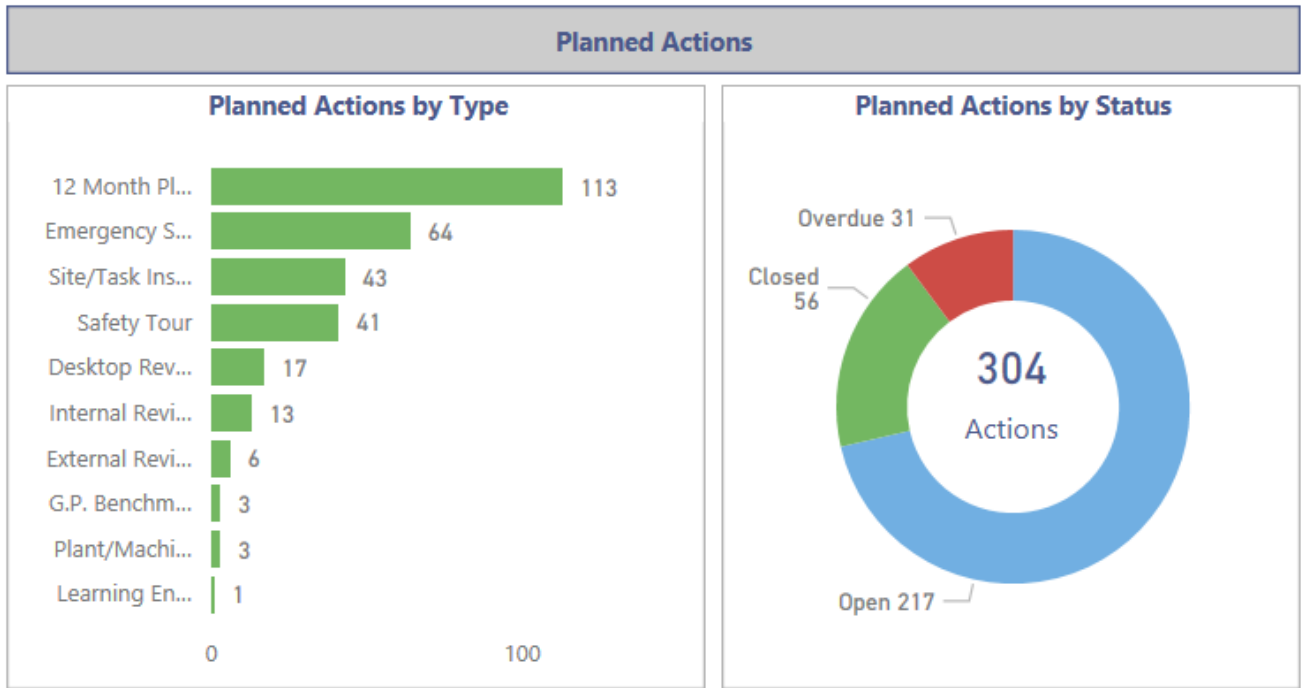 Planned Actions
Planned Actions by Type
12 Month Pl... 113
Emergency S... 64
Site/Task Ins... 43
Safety Tour 41
Desktop Rev... 17
Internal Revi... 13
External Revi... 6
G.P. Benchm... 3
Plant/Machi... 3
Learning En... 1
0 100
Planned Actions by Status
Overdue 31
Closed
56
304
Actions
Open 217